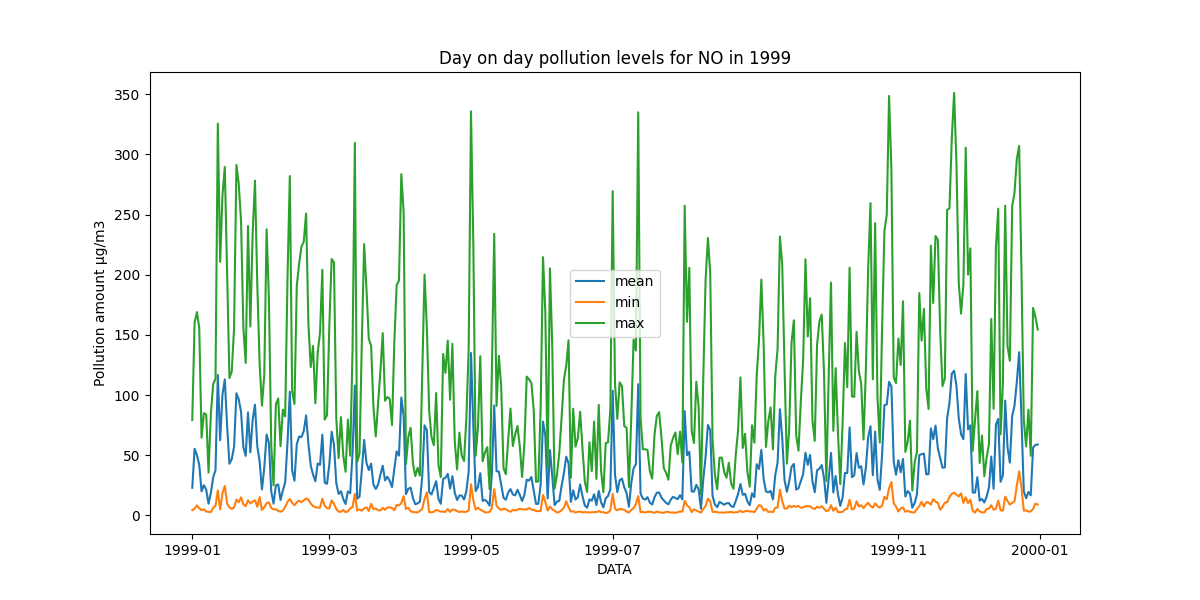 Day on day pollution levels for NO in 1999
Pollution amount µg/m3
350
300
250
200
150
100
50
0
mean
min
max
1999-01
1999-03
1999-05
1999-07
1999-09
1999-11
2000-01
DATA